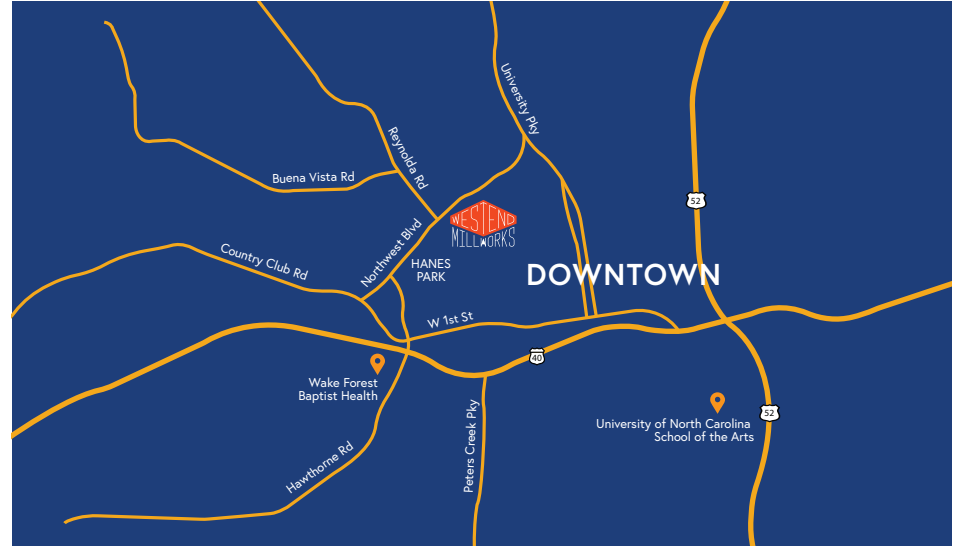 University Pky
Reynolda Rd
Buena Vista Rd
52
WEST END
MILLWORKS
Northwest Blvd
Country Club Rd
HANES
PARK
DOWNTOWN
W 1st St
40
Wake Forest
Baptist Health
Peters Creek Pky
University of North Carolina
School of the Arts
52
Hawthorne Rd